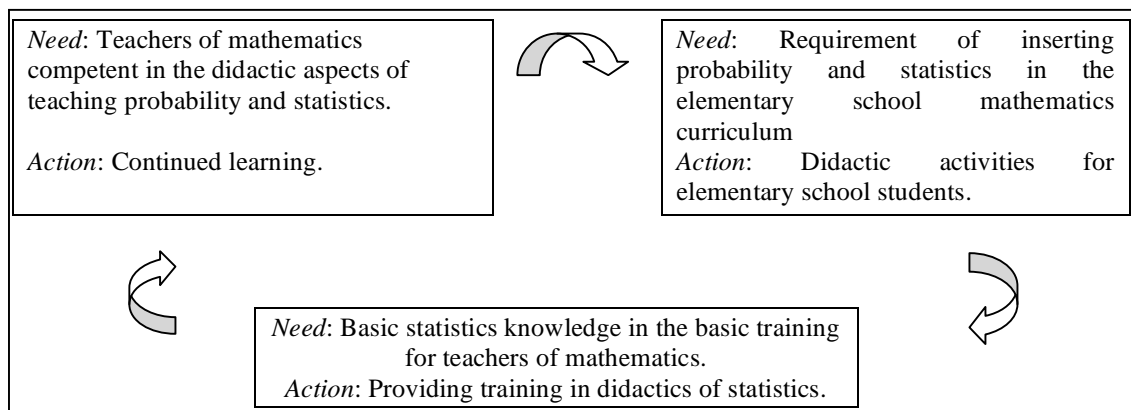 Need: Teachers of mathematics
competent in the didactic aspects of
teaching probability and statistics.
Action: Continued learning.
Need: Requirement of inserting
probability and statistics in the
elementary school mathematics
curriculum
Action: Didactic activities for
elementary school students.
Need: Basic statistics knowledge in the basic training
for teachers of mathematics.
Action: Providing training in didactics of statistics.